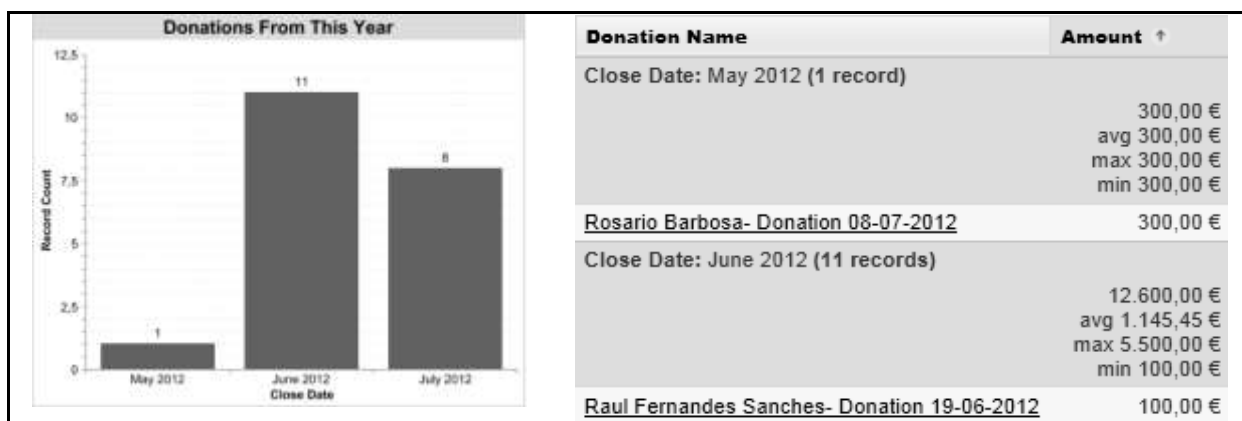 Donations From This Year
12,5
10
7,5
5
2,5
0
Record Count
1
11
8
May 2012
June 2012
July 2012
Close Date
Donation Name Amount ↑
Close Date: May 2012 (1 record)
300,00 €
avg 300,00 €
max 300,00 €
min 300,00 €
Rosario Barbosa- Donation 08-07-2012 300,00 €
Close Date: June 2012 (11 records)
12.600,00 €
avg 1.145,45 €
max 5.500,00 €
min 100,00 €
Raul Fernandes Sanches- Donation 19-06-2012 100,00 €